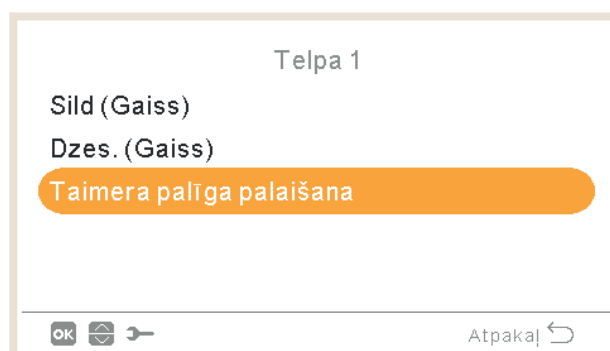 Telpa 1
Sild (Gaiss)
Dzes. (Gaiss)
Taimera palīga palaišana
OK Atpakaļ